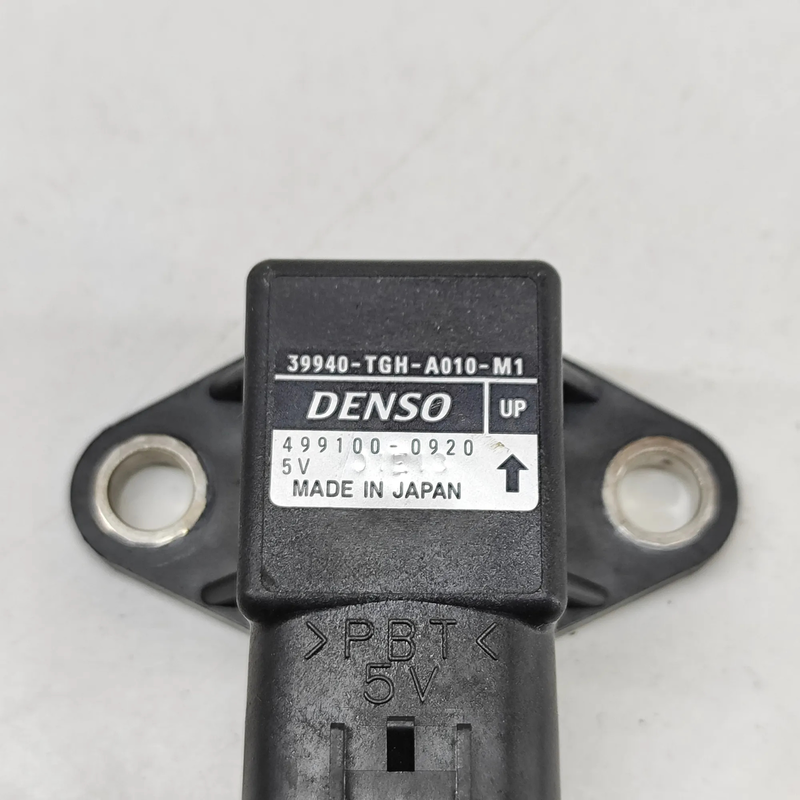 39940-TGH-A010-M1
DENSO UP
499100-0920
5V
MADE IN JAPAN
>PBT<
5V